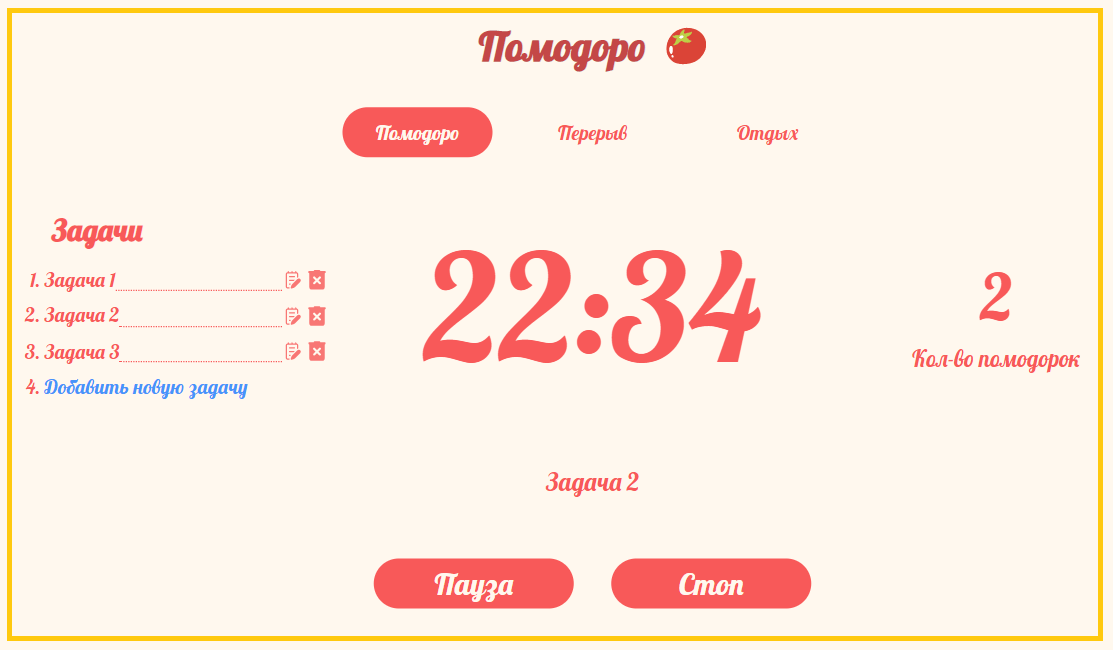 Помодоро
Помодоро Перерыв Отдых
Задачи
1. Задача 1
2. Задача 2
3. Задача 3
4. Добавить новую задачу
22:34
2
Кол-во помодорок
Задача 2
Пауза Стоп